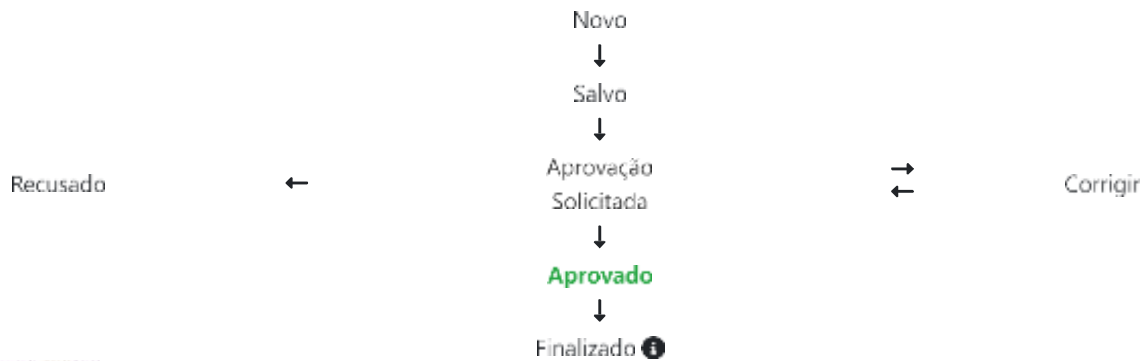 Novo
Salvo
Recusado
Aprovação
Solicitada
Corrigir
Aprovado
Finalizado